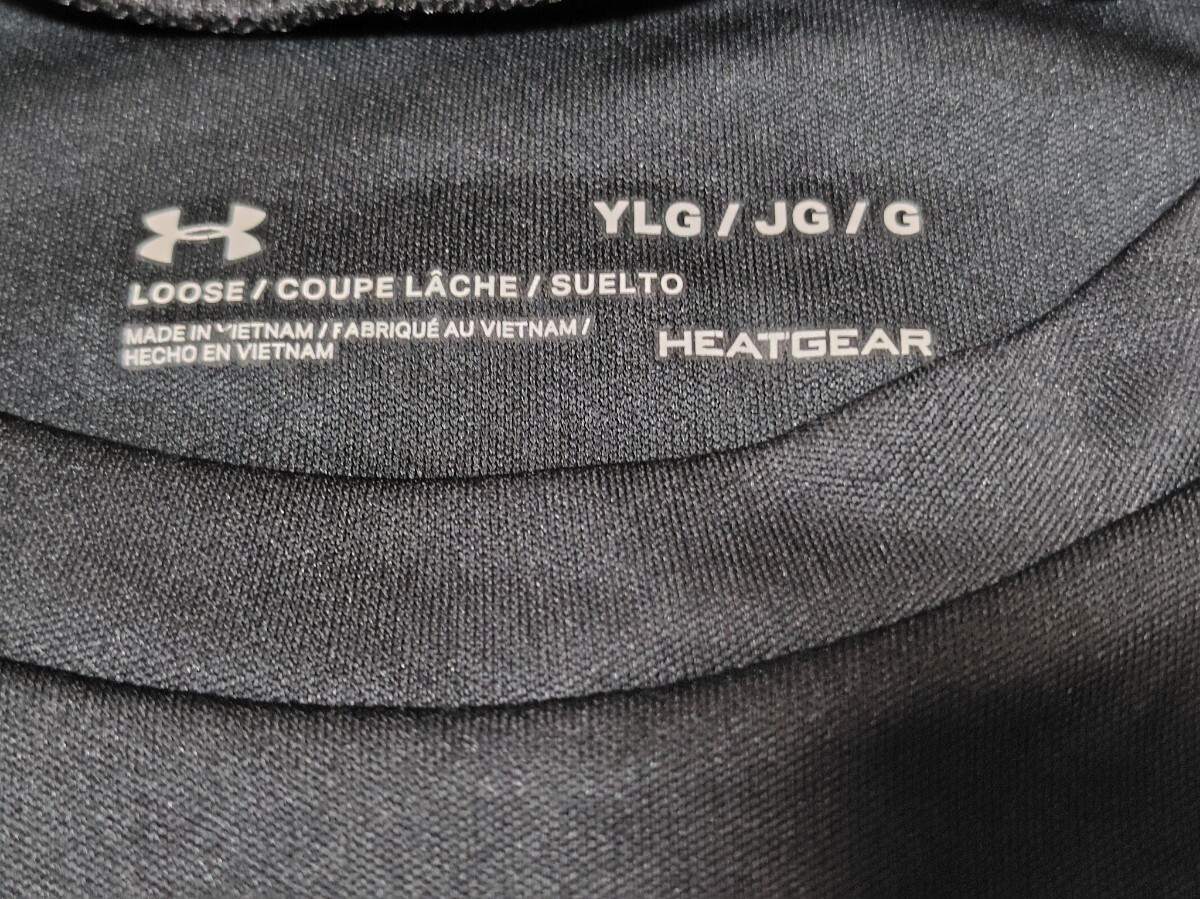 YLG / JG / G
LOOSE / COUPE LÂCHE / SUELTO
MADE IN VIETNAM / FABRIQUÉ AU VIETNAM /
HECHO EN VIETNAM
HEATGEAR